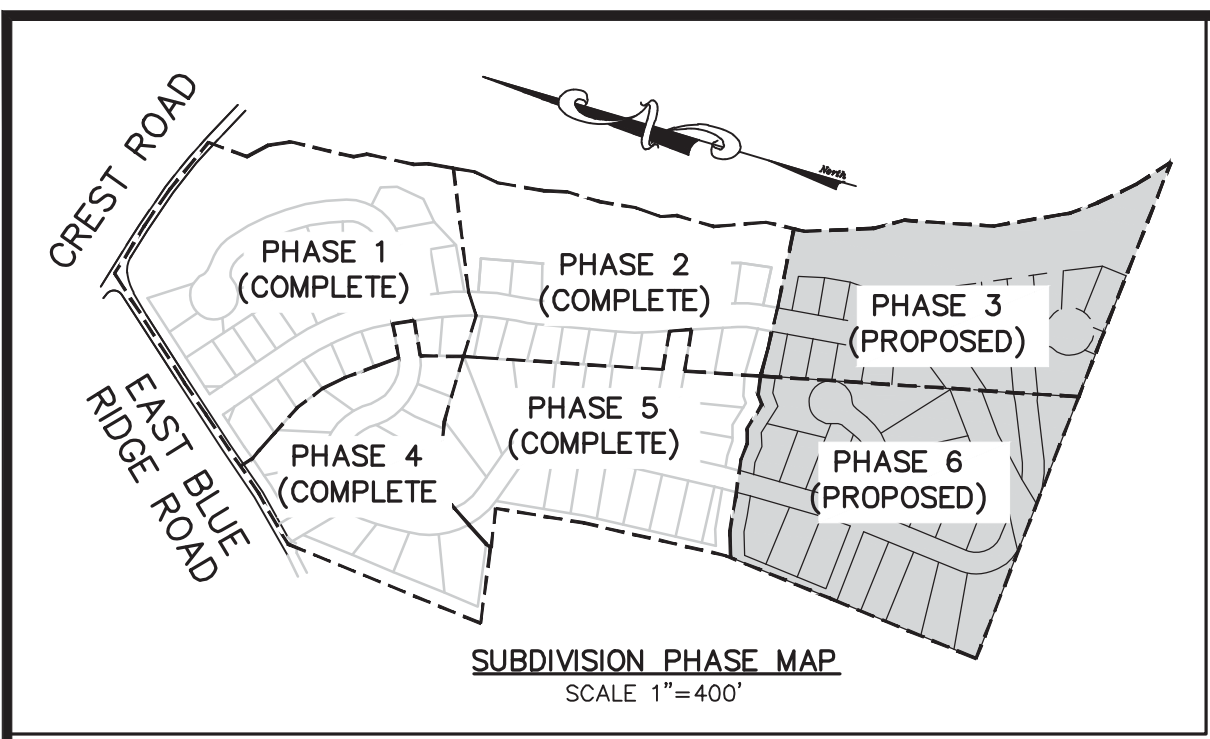 CREST ROAD
North
PHASE 1
(COMPLETE)
PHASE 2
(COMPLETE)
PHASE 3
(PROPOSED)
EAST BLUE
RIDGE ROAD
PHASE 4
(COMPLETE
PHASE 5
(COMPLETE)
PHASE 6
(PROPOSED)
SUBDIVISION PHASE MAP
SCALE 1"=400'